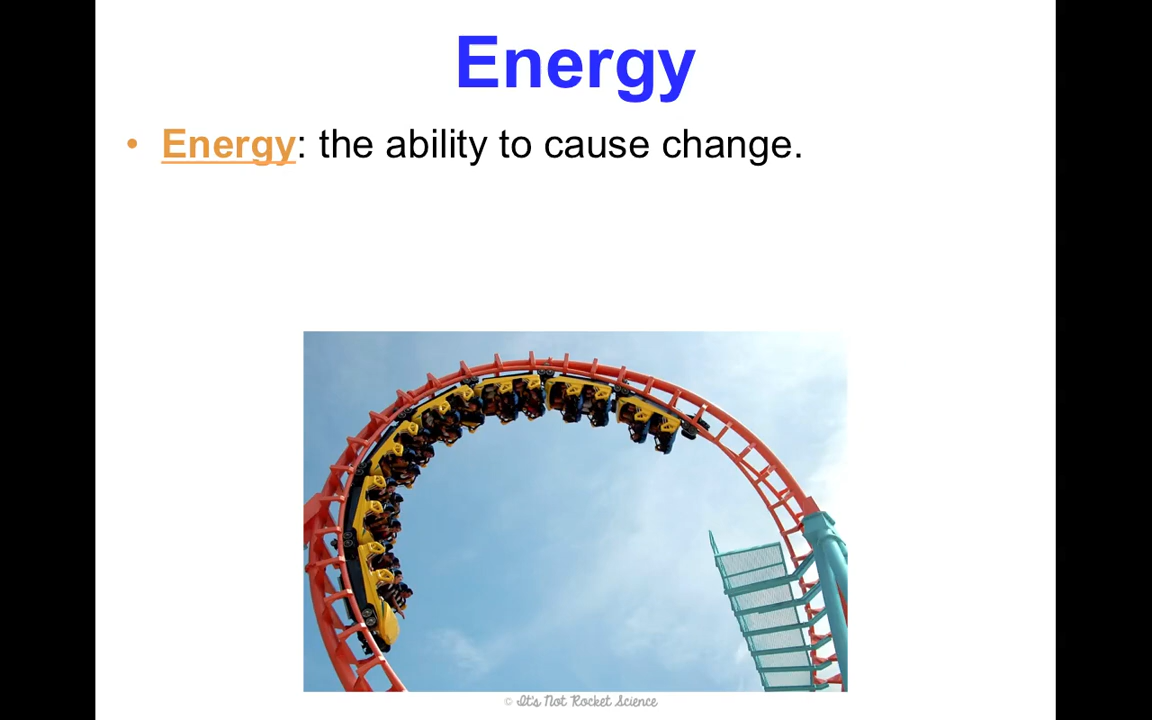 Energy
• Energy: the ability to cause change.
© It's Not Rocket Science